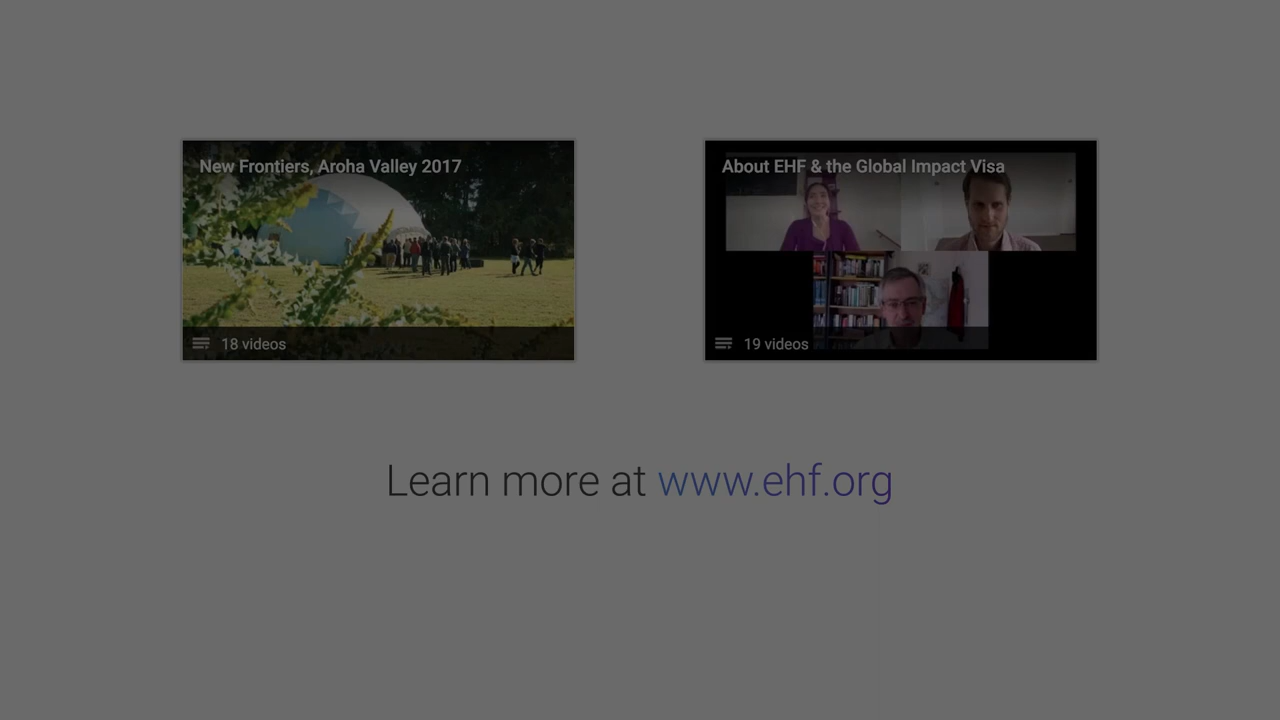 New Frontiers, Aroha Valley 2017
18 videos
About EHF & the Global Impact Visa
19 videos
Learn more at www.ehf.org